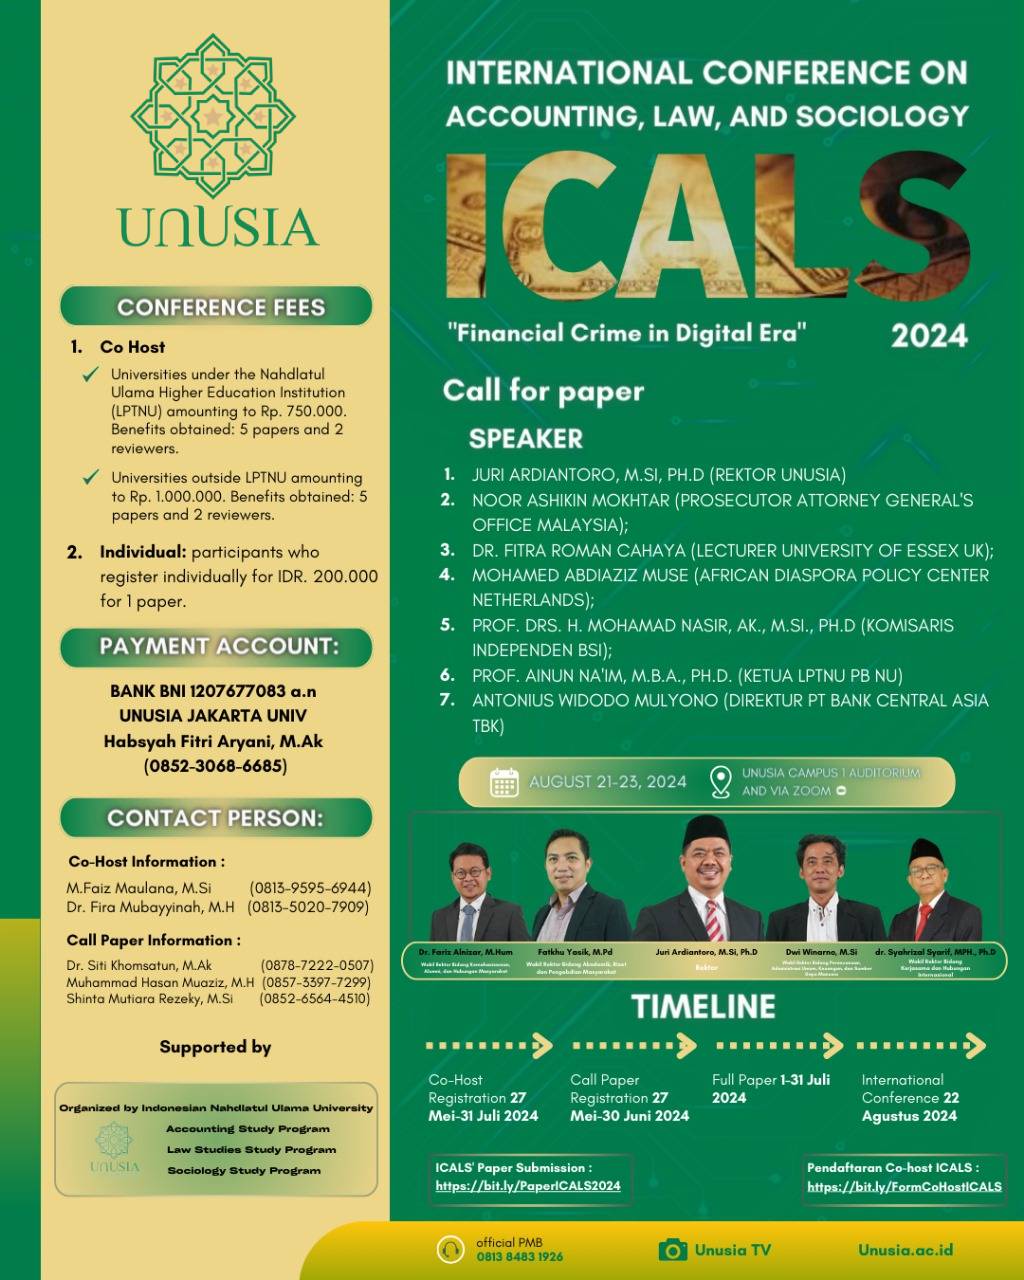 UNUSIA
CONFERENCE FEES
1. Co Host
Universities under the Nahdlatul
Ulama Higher Education Institution
(LPTNU) amounting to Rp. 750.000.
Benefits obtained: 5 papers and 2
reviewers.
Universities outside LPTNU amounting
to Rp. 1.000.000. Benefits obtained: 5
papers and 2 reviewers.
2. Individual: participants who
register individually for IDR. 200.000
for 1 paper.
PAYMENT ACCOUNT:
BANK BNI 1207677083 a.n
UNUSIA JAKARTA UNIV
Habsyah Fitri Aryani, M.Ak
(0852-3068-6685)
CONTACT PERSON:
Co-Host Information :
M.Faiz Maulana, M.Si (0813-9595-6944)
Dr. Fira Mubayyinah, M.H (0813-5020-7909)
Call Paper Information :
Dr. Siti Khomsatun, M.Ak (0878-7222-0507)
Muhammad Hasan Muaziz, M.H (0857-3397-7299)
Shinta Mutiara Rezeky, M.Si (0852-6564-4510)
Supported by
Organized by Indonesian Nahdlatul Ulama University
Accounting Study Program
Law Studies Study Program
UNUSIA
Sociology Study Program
INTERNATIONAL CONFERENCE ON
ACCOUNTING, LAW, AND SOCIOLOGY
ICALS
"Financial Crime in Digital Era" 2024
Call for paper
SPEAKER
1. JURI ARDIANTORO, M.SI, PH.D (REKTOR UNUSIA)
2. NOOR ASHIKIN MOKHTAR (PROSECUTOR ATTORNEY GENERAL'S
OFFICE MALAYSIA);
3. DR. FITRA ROMAN CAHAYA (LECTURER UNIVERSITY OF ESSEX UK);
4. MOHAMED ABDIAZIZ MUSE (AFRICAN DIASPORA POLICY CENTER
NETHERLANDS);
5. PROF. DRS. H. MOHAMAD NASIR, AK., M.SI., PH.D (KOMISARIS
INDEPENDEN BSI);
6. PROF. AINUN NA'IM, M.B.A., PH.D. (KETUA LPTNU PB NU)
7. ANTONIUS WIDODO MULYONO (DIREKTUR PT BANK CENTRAL ASIA
TBK)
AUGUST 21-23, 2024
UNUSIA CAMPUS 1 AUDITORIUM
AND VIA ZOOM
Dr. Fariz Alnizar, M.Hum
Wakil Rektor Bidang Kemahasiswaan,
Alumni, dan Hubungan Masyarakat
Fatkhu Yasik, M.Pd
Wakil Rektor Bidang Akademik, Riset
dan Pengabdian Masyarakat
Juri Ardiantoro, M.Si, Ph.D
Rektor
Dwi Winarno, M.Si
Wakil Rektor Bidang Perencanaan,
Administrasi Umum, Keuangan, dan Sumber
Daya Manusia
dr. Syahrizal Syarif, MPH., Ph.D
Wakil Rektor Bidang
Kerjasama dan Hubungan
Internasional
TIMELINE
Co-Host
Registration 27
Mei-31 Juli 2024
Call Paper
Registration 27
Mei-30 Juni 2024
Full Paper 1-31 Juli
2024
International
Conference 22
Agustus 2024
ICALS' Paper Submission :
https://bit.ly/PaperICALS2024
Pendaftaran Co-host ICALS :
https://bit.ly/FormCoHostICALS
official PMB
0813 8483 1926
Unusia TV
Unusia.ac.id